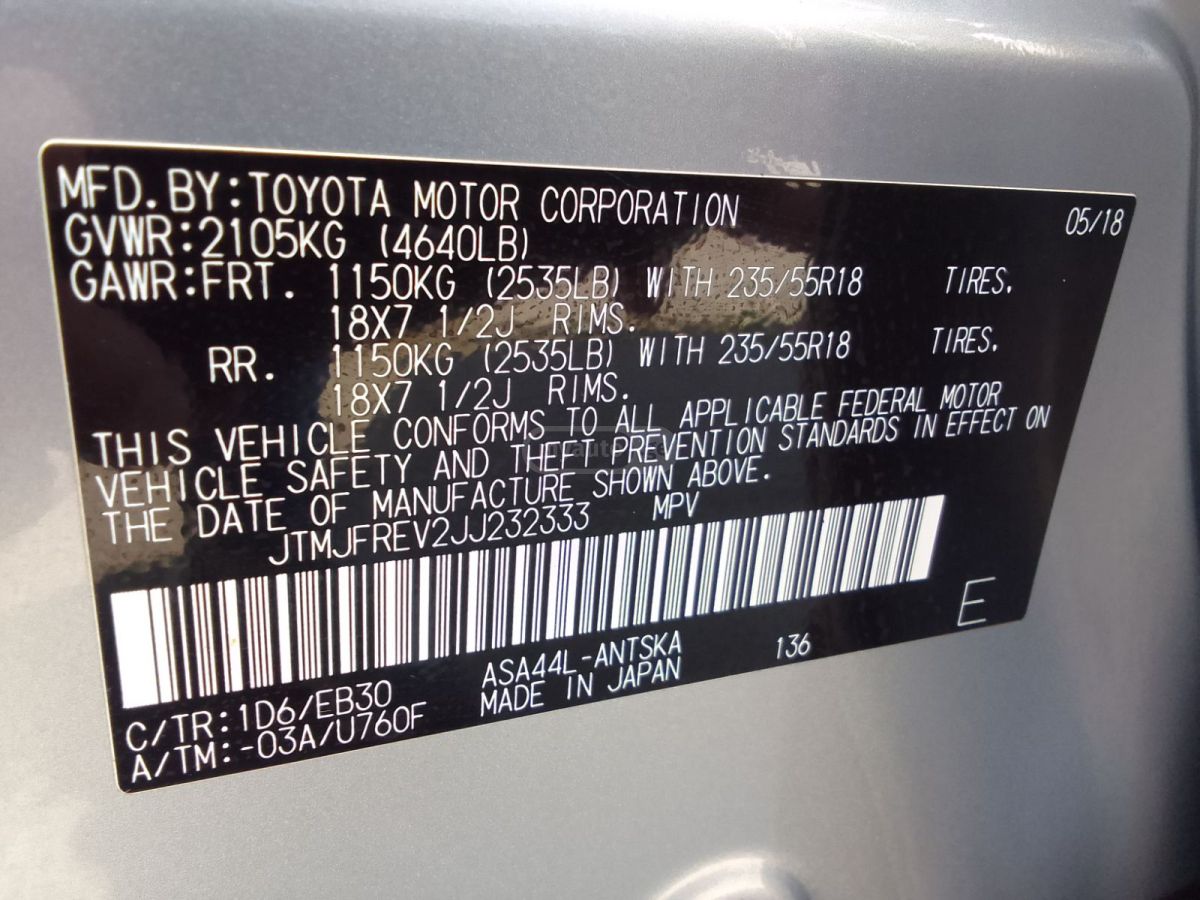 MFD.BY:TOYOTA MOTOR CORPORATION 05/18
GVWR:2105KG (4640LB)
GAWR:FRT. 1150KG (2535LB) WITH 235/55R18 TIRES.
18X7 1/2J RIMS.
RR. 1150KG (2535LB) WITH 235/55R18 TIRES.
18X7 1/2J RIMS.
THIS VEHICLE CONFORMS TO ALL APPLICABLE FEDERAL MOTOR
VEHICLE SAFETY AND THEFT PREVENTION STANDARDS IN EFFECT ON
THE DATE OF MANUFACTURE SHOWN ABOVE.
JTMJFREV2JJ232333 MPV
E
C/TR:1D6/EB30 ASA44L-ANTSKA 136
A/TM:-03A/U760F MADE IN JAPAN